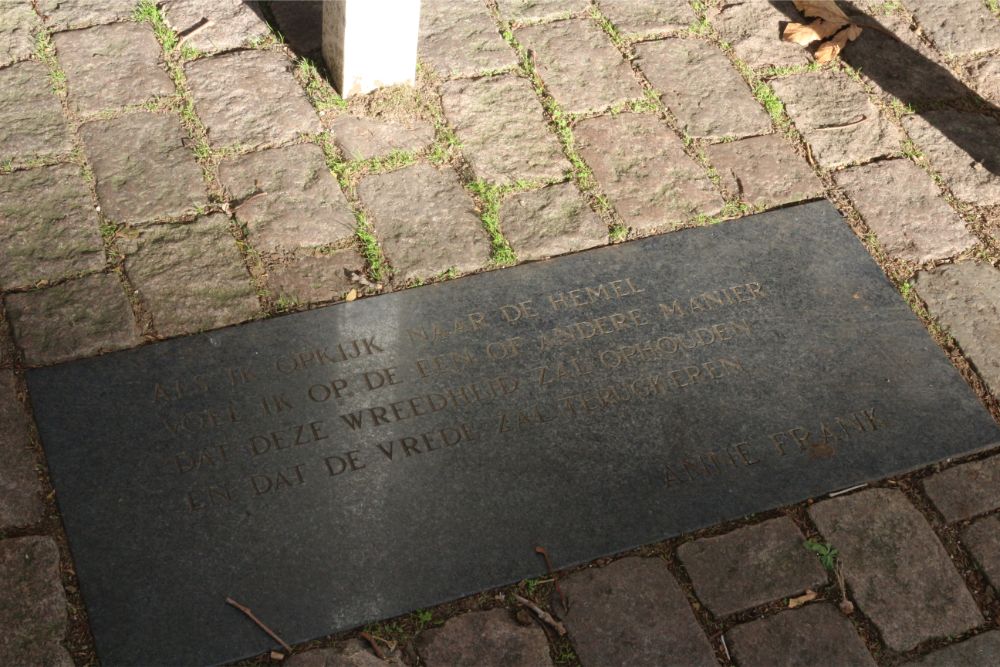 ALS IK OPKIJK NAAR DE HEMEL
VOEL IK OP DE EEN OF ANDERE MANIER
DAT DEZE WREEDHEID ZAL OPHOUDEN
EN DAT DE VREDE ZAL TERUGKEREN.
ANNE FRANK